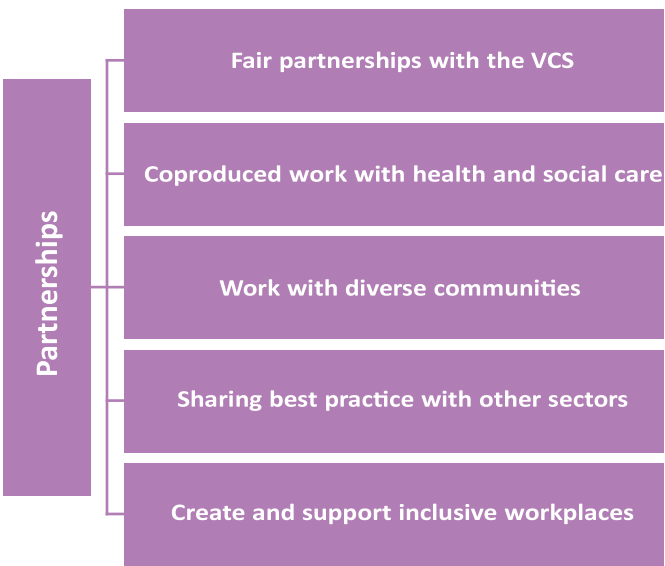 Partnerships
Fair partnerships with the VCS
Coproduced work with health and social care
Work with diverse communities
Sharing best practice with other sectors
Create and support inclusive workplaces